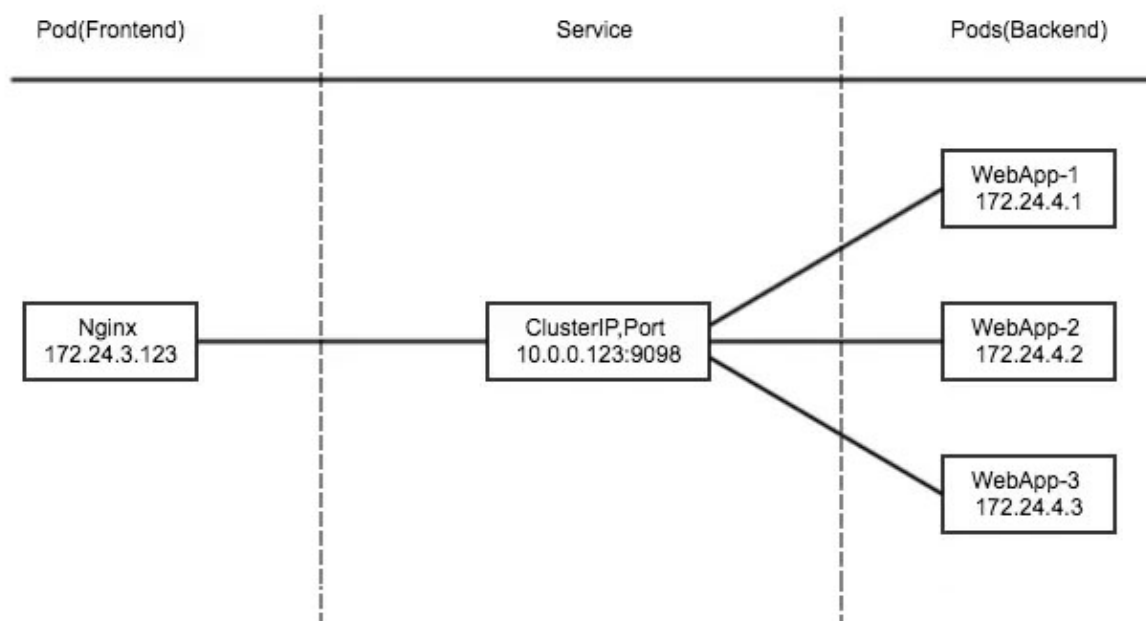 Pod(Frontend)
Service
Pods(Backend)
WebApp-1
172.24.4.1
Nginx
172.24.3.123
ClusterIP,Port
10.0.0.123:9098
WebApp-2
172.24.4.2
WebApp-3
172.24.4.3